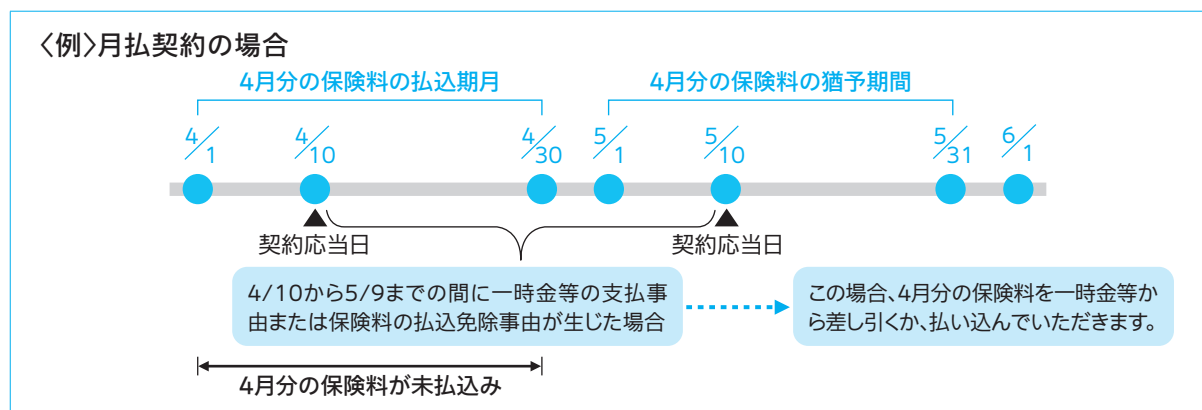 〈例〉月払契約の場合
4月分の保険料の払込期月
4月分の保険料の猶予期間
4/1 4/10 4/30 5/1 5/10 5/31 6/1
契約応当日 契約応当日
4/10から5/9までの間に一時金等の支払事
由または保険料の払込免除事由が生じた場合
この場合、4月分の保険料を一時金等か
ら差し引くか、払い込んでいただきます。
4月分の保険料が未払込み